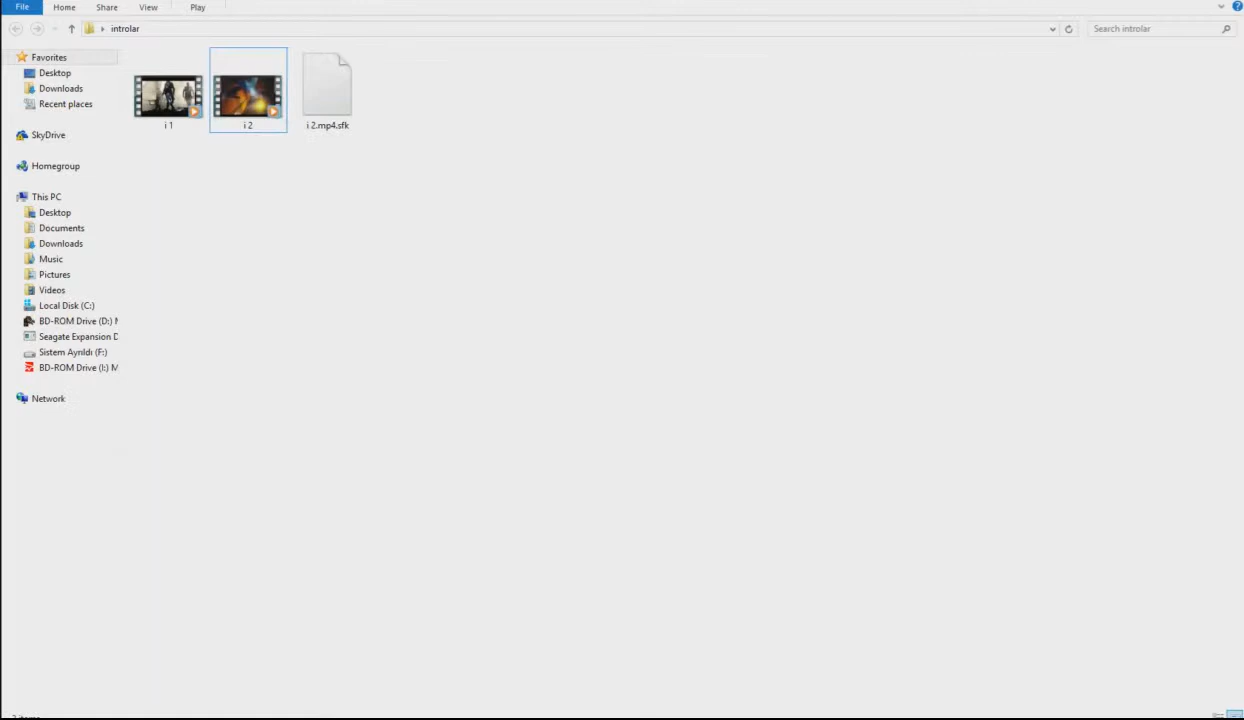 File Home Share View Play
introlar
Search introlar
Favorites
Desktop
Downloads
Recent places
SkyDrive
Homegroup
This PC
Desktop
Documents
Downloads
Music
Pictures
Videos
Local Disk (C:)
BD-ROM Drive (D:) M
Seagate Expansion D
Sistem Ayrıldı (F:)
BD-ROM Drive (I:) M
Network
i 1
i 2
i 2.mp4.sfk